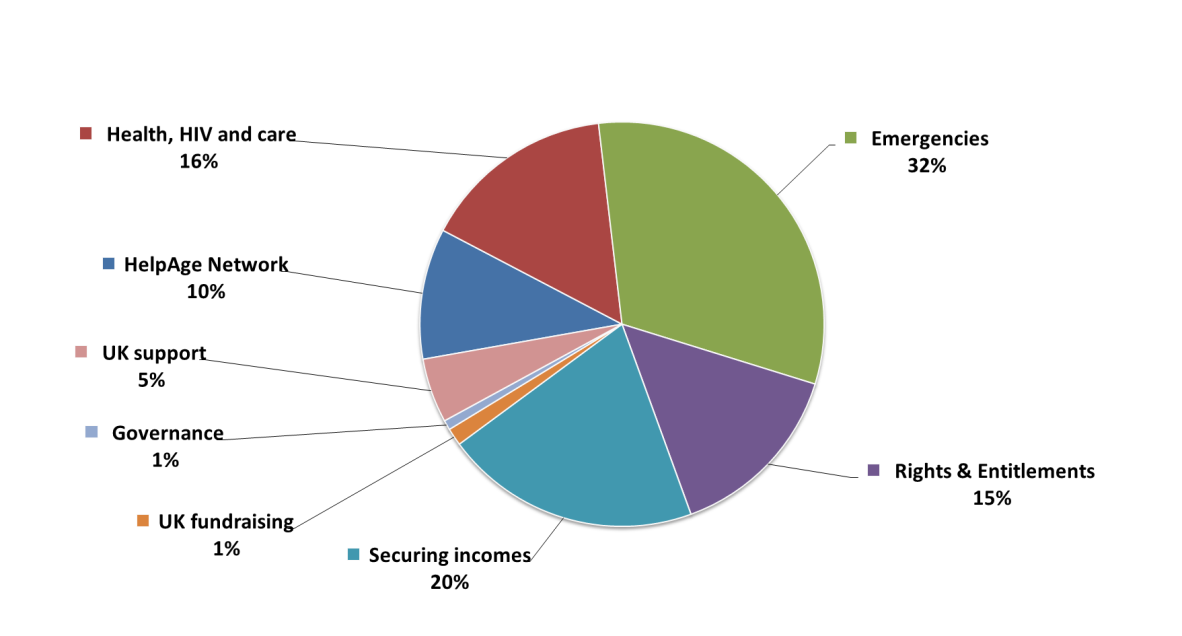 Health, HIV and care
16%
Emergencies
32%
HelpAge Network
10%
UK support
5%
Governance
1%
Rights & Entitlements
15%
UK fundraising
1%
Securing incomes
20%